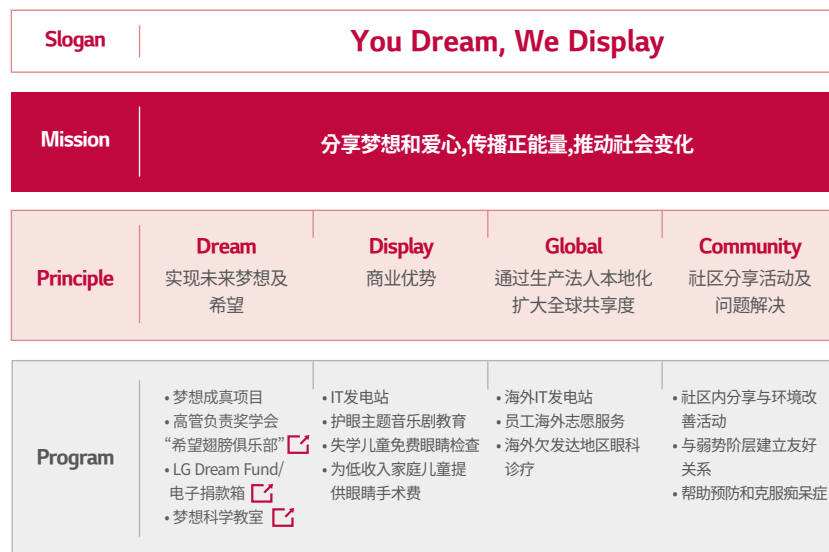 Slogan
You Dream, We Display
Mission
分享梦想和爱心,传播正能量,推动社会变化
Principle
Dream
实现未来梦想及
希望
Display
商业优势
Global
通过生产法人本地化
扩大全球共享度
Community
社区分享活动及
问题解决
Program
• 梦想成真项目
• 高管负责奖学会
“希望翅膀俱乐部”
• LG Dream Fund/
电子捐款箱
• 梦想科学教室
• IT发电站
• 护眼主题音乐剧教育
• 失学儿童免费眼睛检查
• 为低收入家庭儿童提
供眼睛手术费
• 海外IT发电站
• 员工海外志愿服务
• 海外欠发达地区眼科
诊疗
• 社区内分享与环境改
善活动
• 与弱势阶层建立友好
关系
• 帮助预防和克服痴呆症